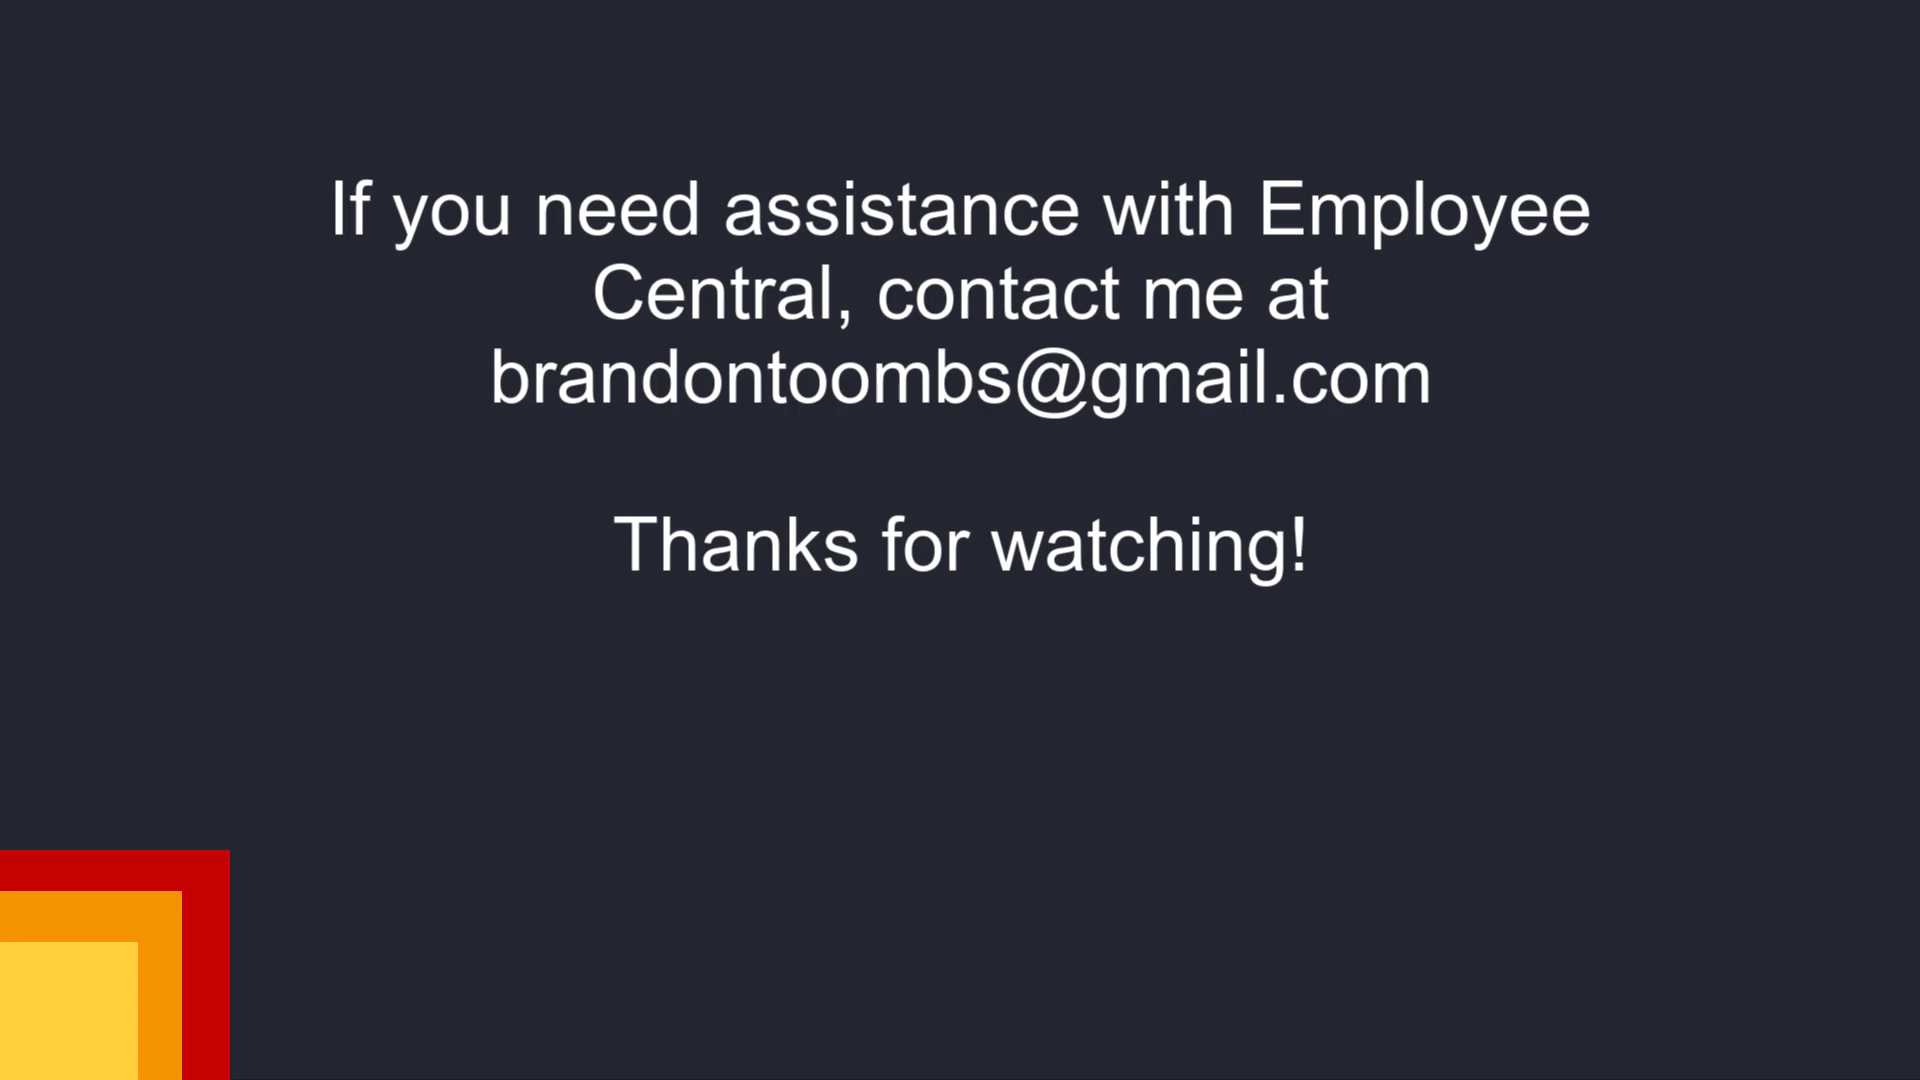 If you need assistance with Employee
Central, contact me at
brandontoombs@gmail.com
Thanks for watching!